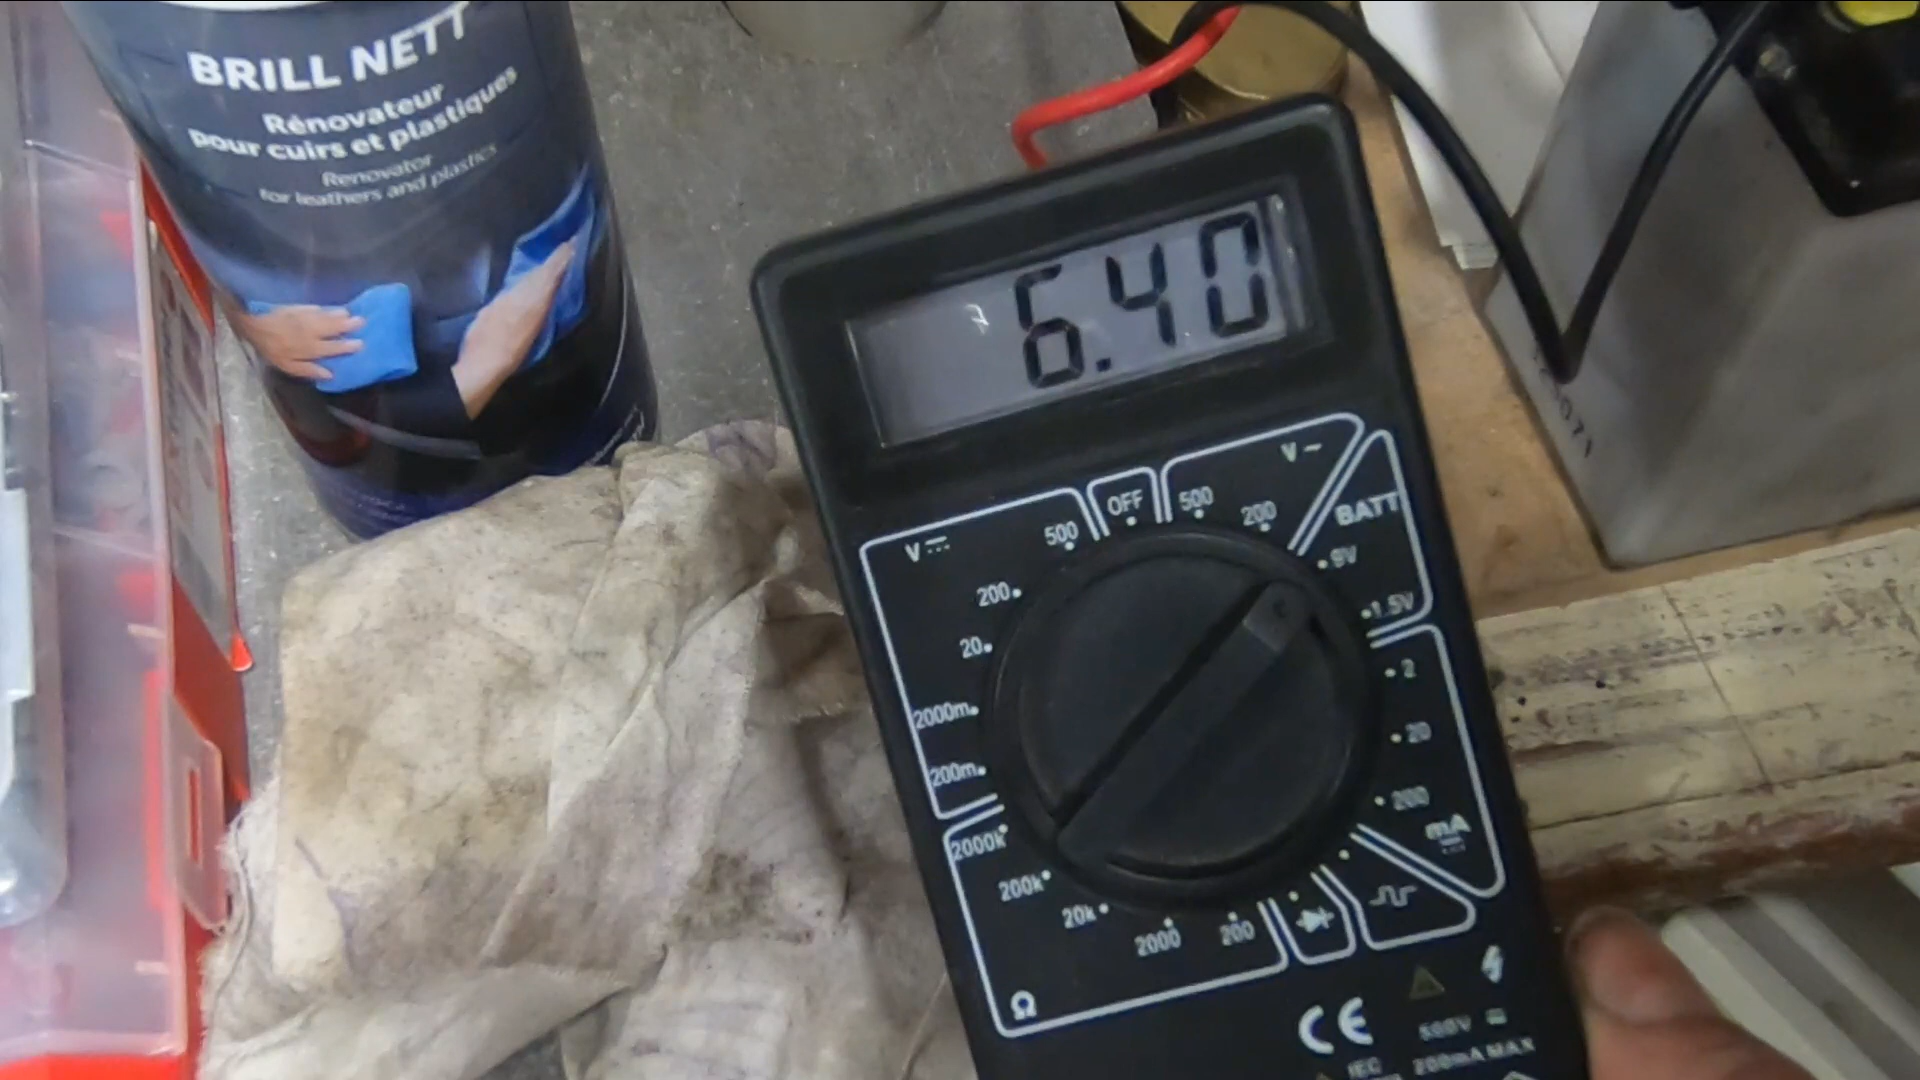 BRILL NETT
Rénovateur
pour cuirs et plastiques
Renovator
for leathers and plastics
6.40
OFF
V
500
200
V
500
200
20
2000m
200m
BATT
9V
1.5V
2
20
200
mA
2000k
200k
20k
2000
200
Ω
CE
500V
IEC
200mA MAX